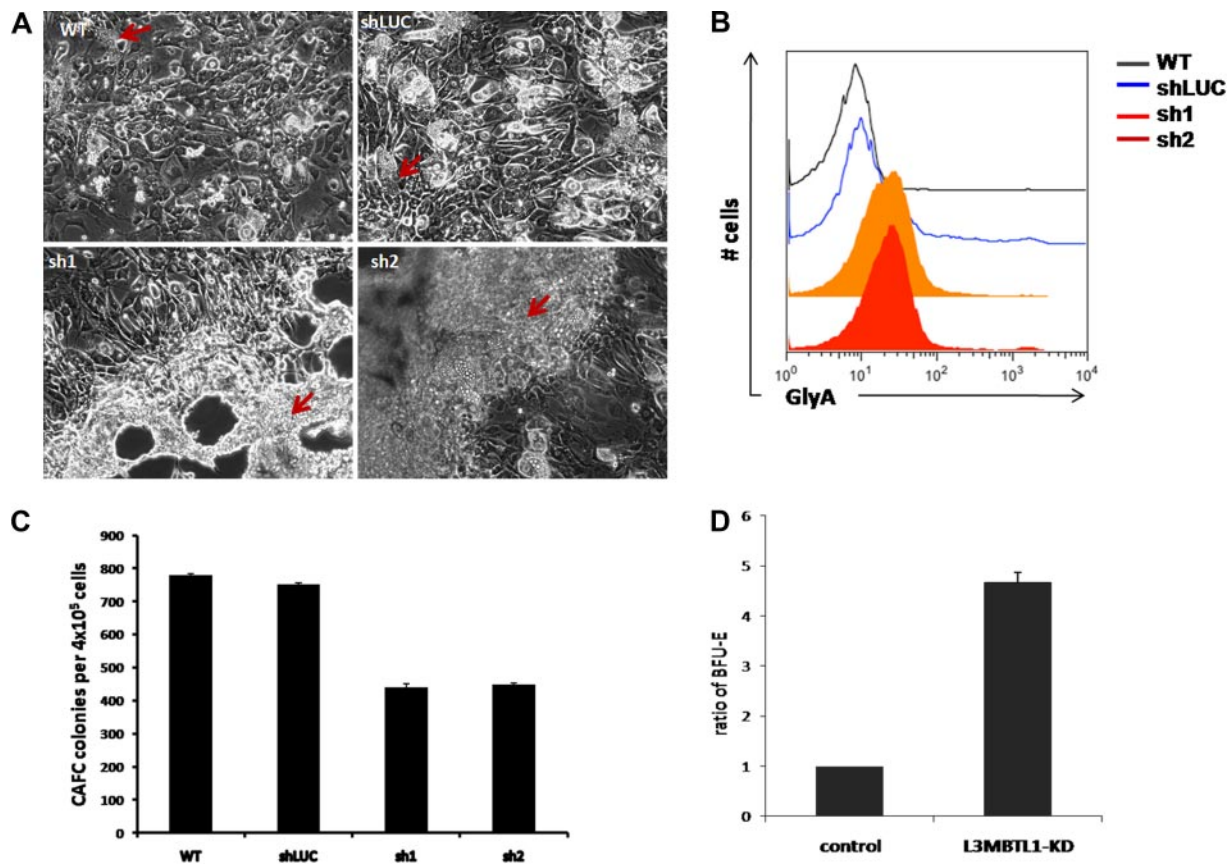 A
WT
shLUC
sh1
sh2
B
WT
shLUC
sh1
sh2
# cells
10⁰ 10¹ 10² 10³ 10⁴
GlyA
C
CAFC colonies per 4x10⁵ cells
900
800
700
600
500
400
300
200
100
0
WT shLUC sh1 sh2
D
ratio of BFU-E
6
5
4
3
2
1
0
control L3MBTL1-KD